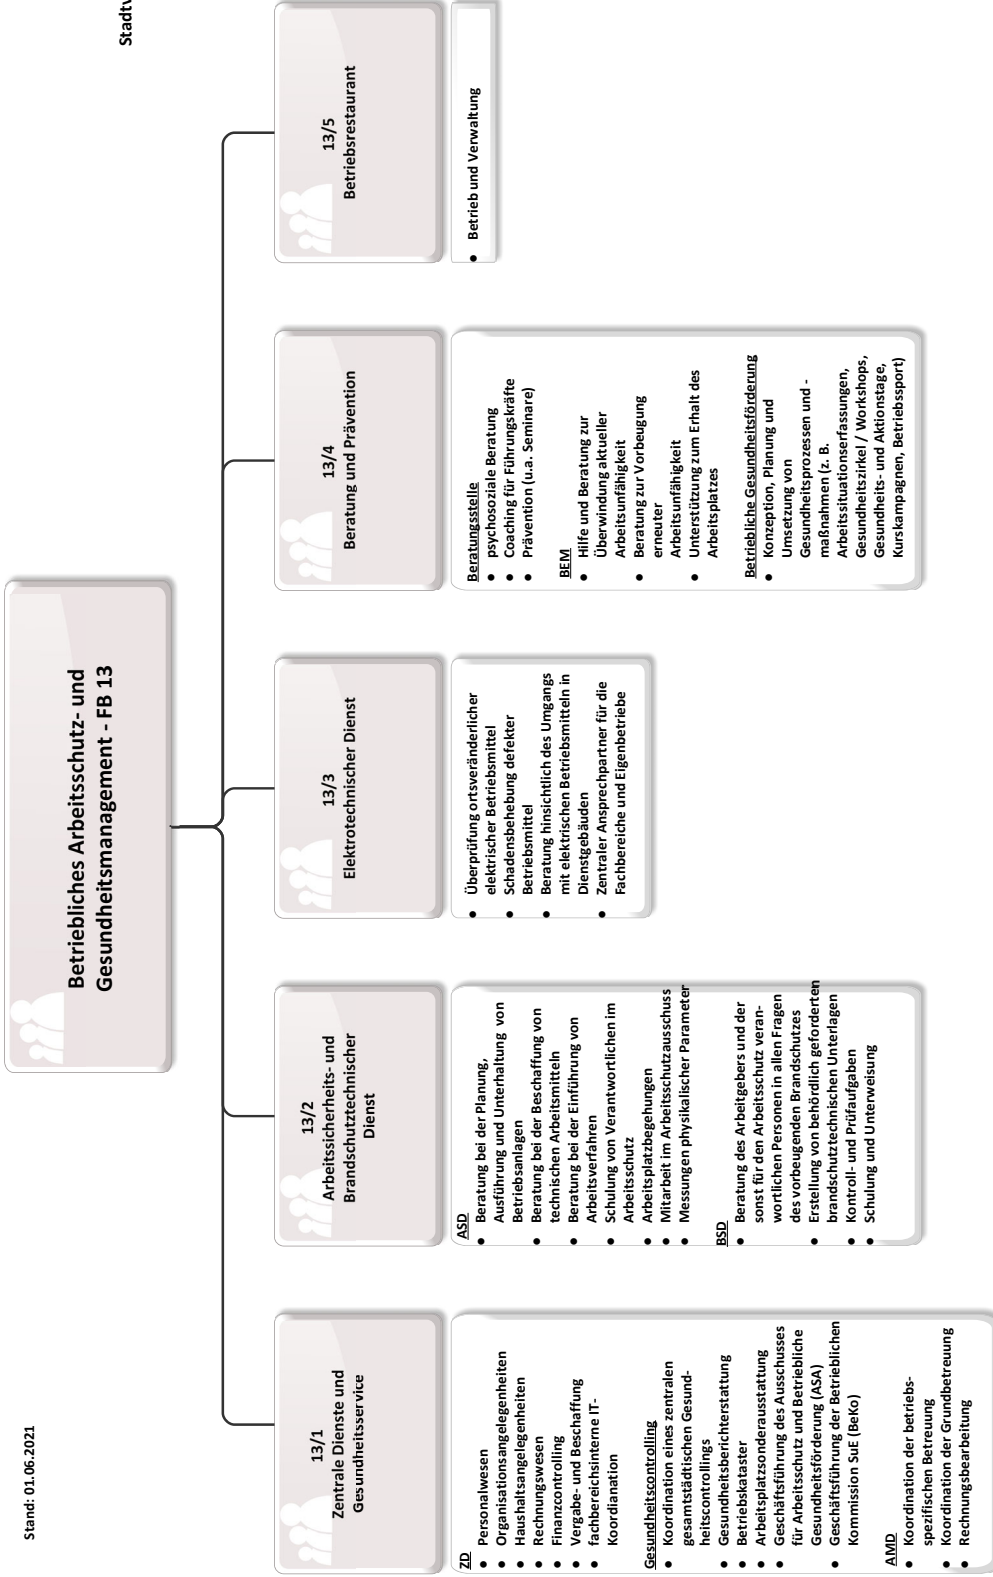 Stand: 01.06.2021
Betriebliches Arbeitsschutz- und
Gesundheitsmanagement - FB 13
13/1
Zentrale Dienste und
Gesundheitsservice
ZD
● Personalwesen
● Organisationsangelegenheiten
● Haushaltsangelegenheiten
● Rechnungswesen
● Finanzcontrolling
● Vergabe- und Beschaffung
● fachbereichsinterne IT-
Koordianation
Gesundheitscontrolling
● Koordination eines zentralen
gesamtstädtischen Gesund-
heitscontrollings
● Gesundheitsberichterstattung
● Betriebskataster
● Arbeitsplatzsonderausstattung
● Geschäftsführung des Ausschusses
für Arbeitsschutz und Betriebliche
Gesundheitsförderung (ASA)
● Geschäftsführung der Betrieblichen
Kommission SuE (BeKo)
AMD
● Koordination der betriebs-
spezifischen Betreuung
● Koordination der Grundbetreuung
● Rechnungsbearbeitung
13/2
Arbeitssicherheits- und
Brandschutztechnischer
Dienst
ASD
● Beratung bei der Planung,
Ausführung und Unterhaltung von
Betriebsanlagen
● Beratung bei der Beschaffung von
technischen Arbeitsmitteln
● Beratung bei der Einführung von
Arbeitsverfahren
● Schulung von Verantwortlichen im
Arbeitsschutz
● Arbeitsplatzbegehungen
● Mitarbeit im Arbeitsschutzausschuss
● Messungen physikalischer Parameter
BSD
● Beratung des Arbeitgebers und der
sonst für den Arbeitsschutz veran-
wortlichen Personen in allen Fragen
des vorbeugenden Brandschutzes
● Erstellung von behördlich geforderten
brandschutztechnischen Unterlagen
● Kontroll- und Prüfaufgaben
● Schulung und Unterweisung
13/3
Elektrotechnischer Dienst
● Überprüfung ortsveränderlicher
elektrischer Betriebsmittel
● Schadensbehebung defekter
Betriebsmittel
● Beratung hinsichtlich des Umgangs
mit elektrischen Betriebsmitteln in
Dienstgebäuden
● Zentraler Ansprechpartner für die
Fachbereiche und Eigenbetriebe
13/4
Beratung und Prävention
Beratungsstelle
● psychosoziale Beratung
● Coaching für Führungskräfte
● Prävention (u.a. Seminare)
BEM
● Hilfe und Beratung zur
Überwindung aktueller
Arbeitsunfähigkeit
● Beratung zur Vorbeugung
erneuter
Arbeitsunfähigkeit
● Unterstützung zum Erhalt des
Arbeitsplatzes
Betriebliche Gesundheitsförderung
● Konzeption, Planung und
Umsetzung von
Gesundheitsprozessen und -
maßnahmen (z. B.
Arbeitssituationserfassungen,
Gesundheitszirkel / Workshops,
Gesundheits- und Aktionstage,
Kurskampagnen, Betriebssport)
13/5
Betriebsrestaurant
● Betrieb und Verwaltung